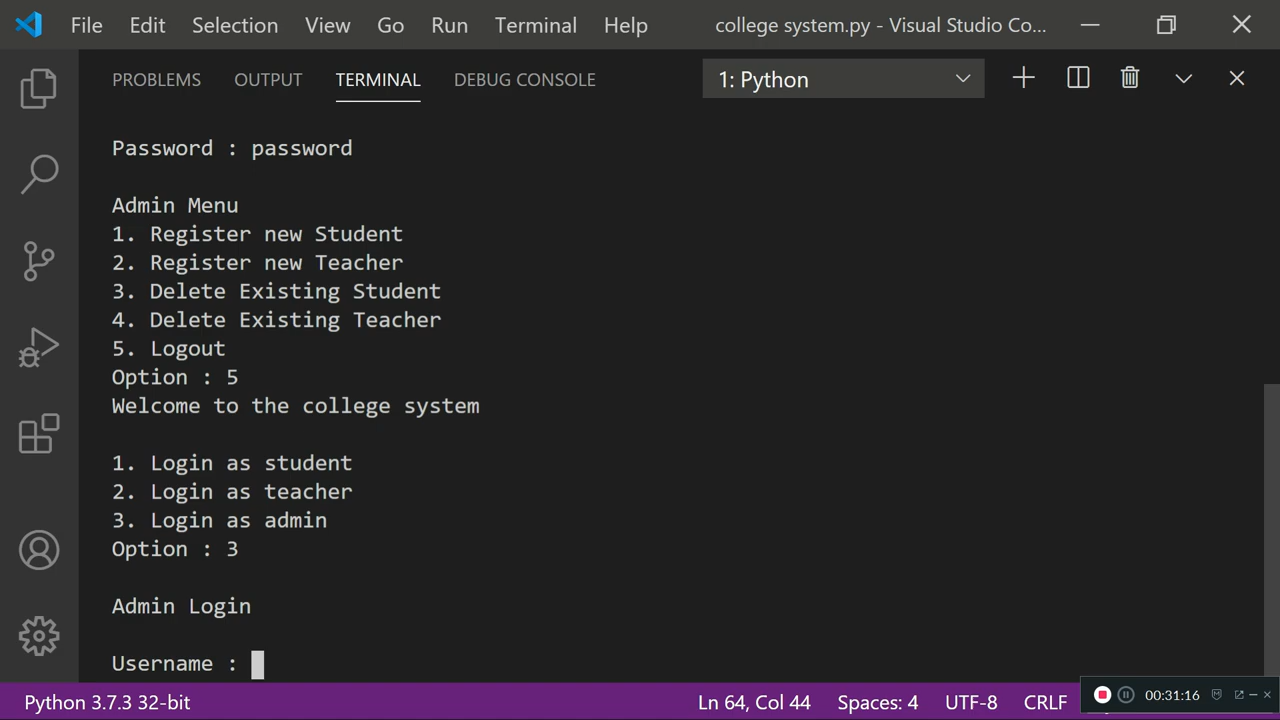 File Edit Selection View Go Run Terminal Help college system.py - Visual Studio Co...
PROBLEMS OUTPUT TERMINAL DEBUG CONSOLE 1: Python
Password : password
Admin Menu
1. Register new Student
2. Register new Teacher
3. Delete Existing Student
4. Delete Existing Teacher
5. Logout
Option : 5
Welcome to the college system
1. Login as student
2. Login as teacher
3. Login as admin
Option : 3
Admin Login
Username :
Python 3.7.3 32-bit Ln 64, Col 44 Spaces: 4 UTF-8 CRLF 00:31:16